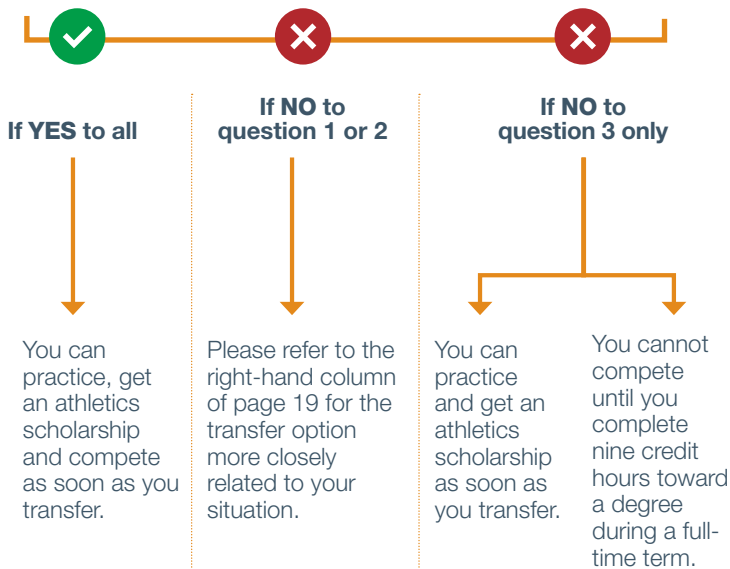 If YES to all
If NO to
question 1 or 2
If NO to
question 3 only
You can
practice, get
an athletics
scholarship
and compete
as soon as you
transfer.
Please refer to the
right-hand column
of page 19 for the
transfer option
more closely
related to your
situation.
You can
practice
and get an
athletics
scholarship
as soon as
you transfer.
You cannot
compete
until you
complete
nine credit
hours toward
a degree
during a full-
time term.